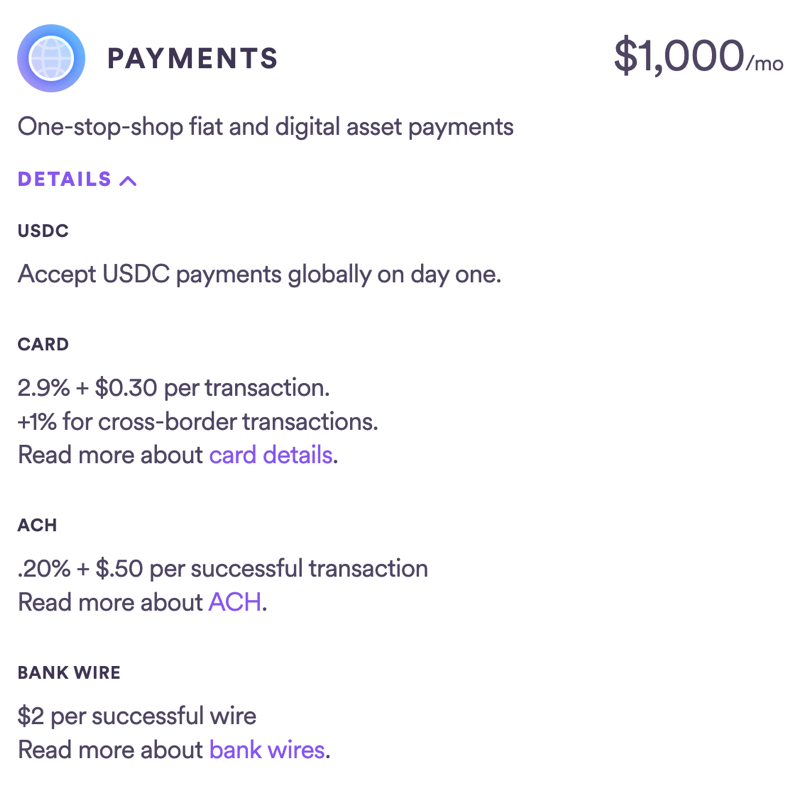 PAYMENTS
$1,000/mo
One-stop-shop fiat and digital asset payments
DETAILS
USDC
Accept USDC payments globally on day one.
CARD
2.9% + $0.30 per transaction.
+1% for cross-border transactions.
Read more about card details.
ACH
.20% + $.50 per successful transaction
Read more about ACH.
BANK WIRE
$2 per successful wire
Read more about bank wires.